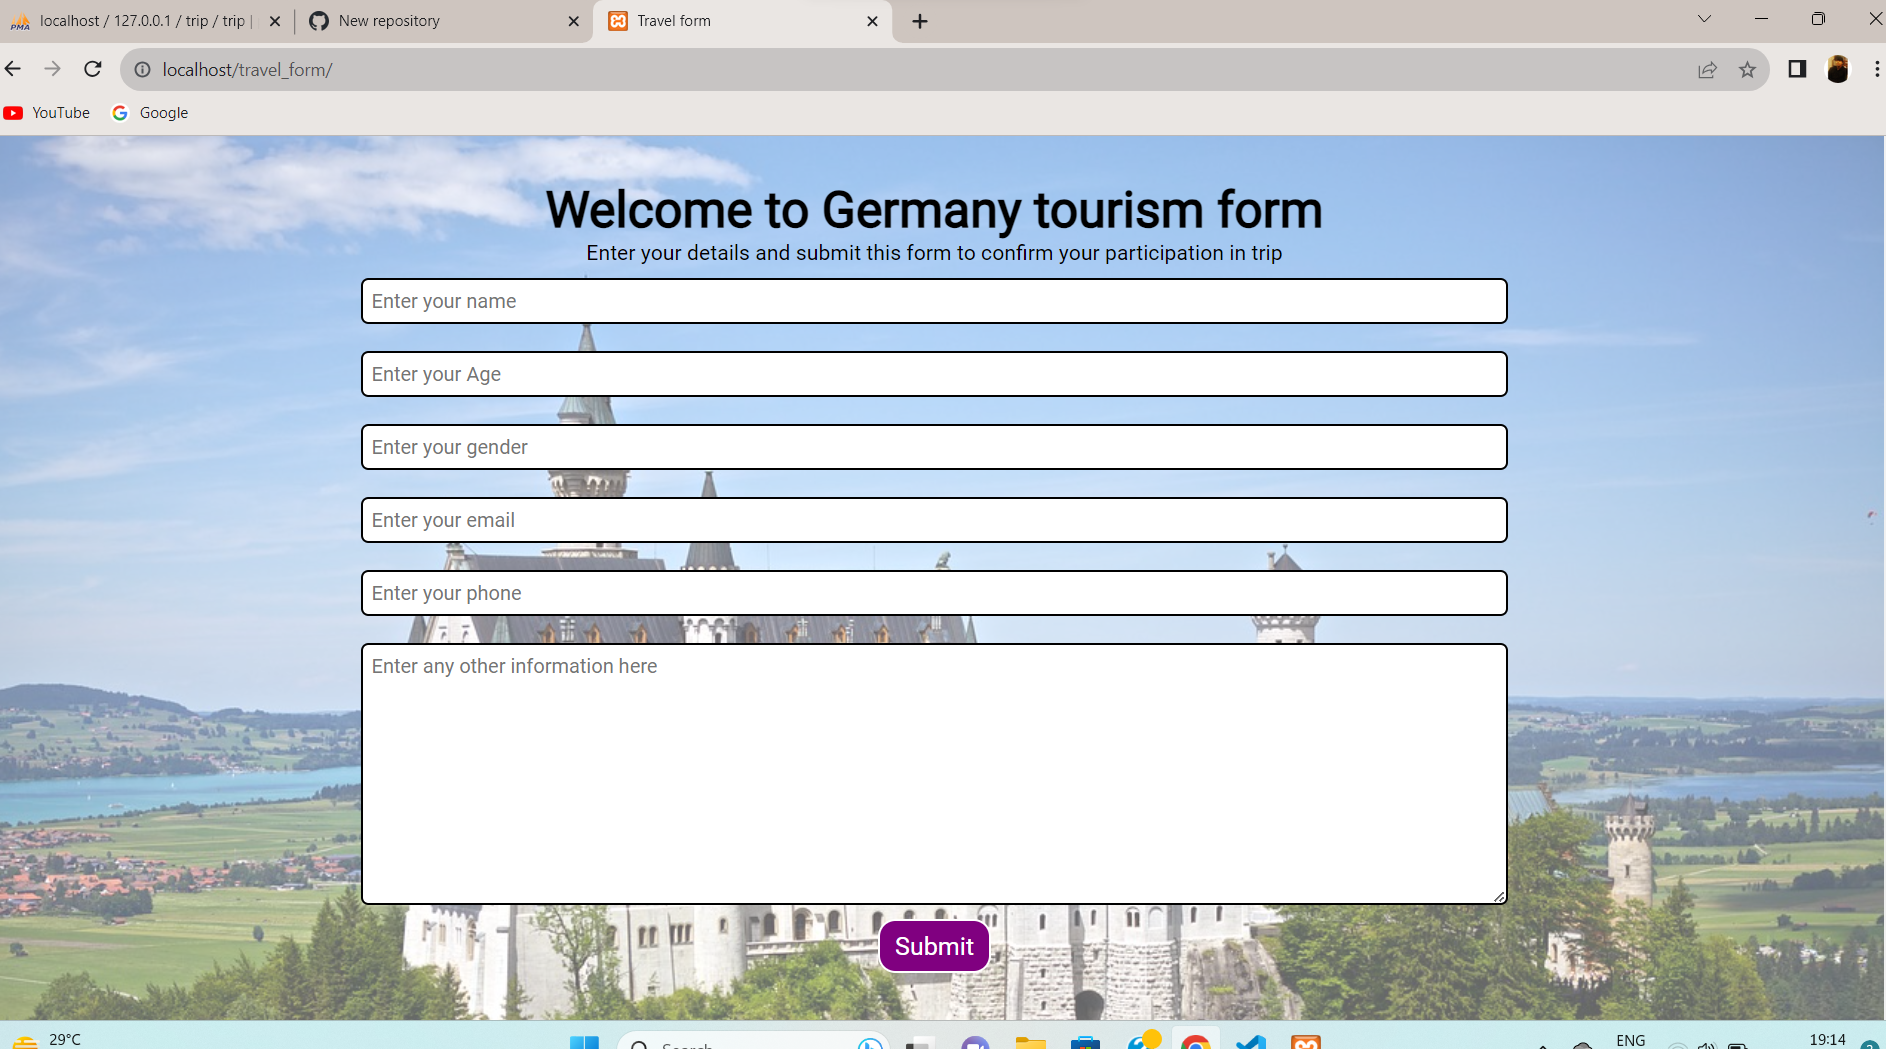 localhost / 127.0.0.1 / trip / trip |
New repository
Travel form
localhost/travel_form/
YouTube
Google
Welcome to Germany tourism form
Enter your details and submit this form to confirm your participation in trip
Enter your name
Enter your Age
Enter your gender
Enter your email
Enter your phone
Enter any other information here
Submit
29°C
Search
ENG
19:14